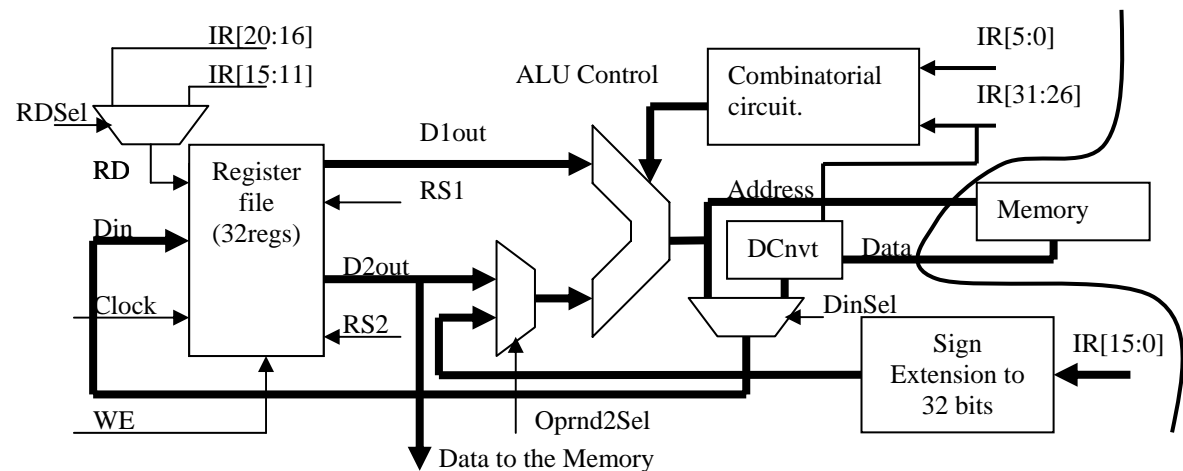 IR[20:16]
IR[15:11]
RDSel
RD
Register
file
(32regs)
Din
Clock
WE
D1out
RS1
D2out
RS2
ALU Control
Combinatorial
circuit.
IR[5:0]
IR[31:26]
Address
Memory
DCnvt
Data
DinSel
Sign
Extension to
32 bits
IR[15:0]
Oprnd2Sel
Data to the Memory